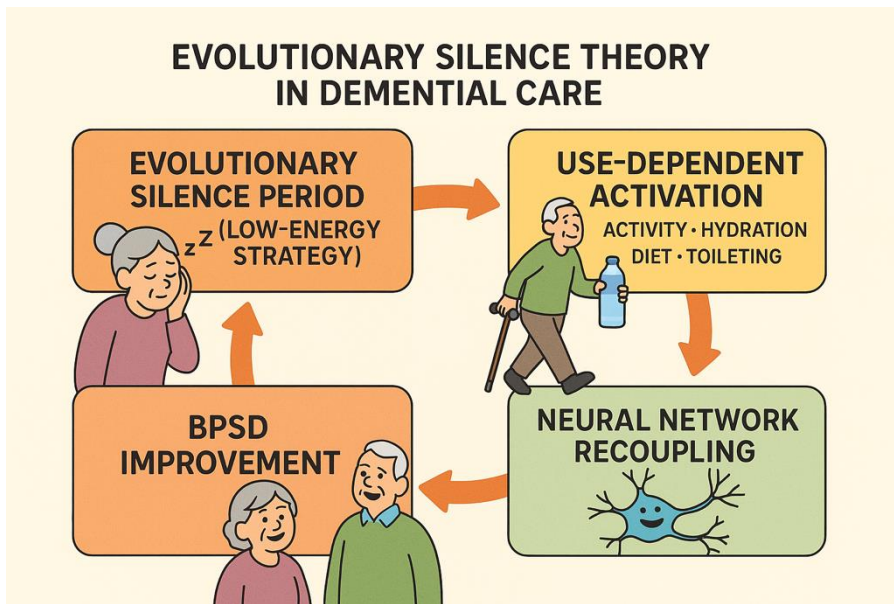 EVOLUTIONARY SILENCE THEORY
IN DEMENTIAL CARE
EVOLUTIONARY
SILENCE PERIOD
(LOW-ENERGY
STRATEGY)
zZ
USE-DEPENDENT
ACTIVATION
ACTIVITY · HYDRATION
DIET · TOILETING
NEURAL NETWORK
RECOUPLING
BPSD
IMPROVEMENT